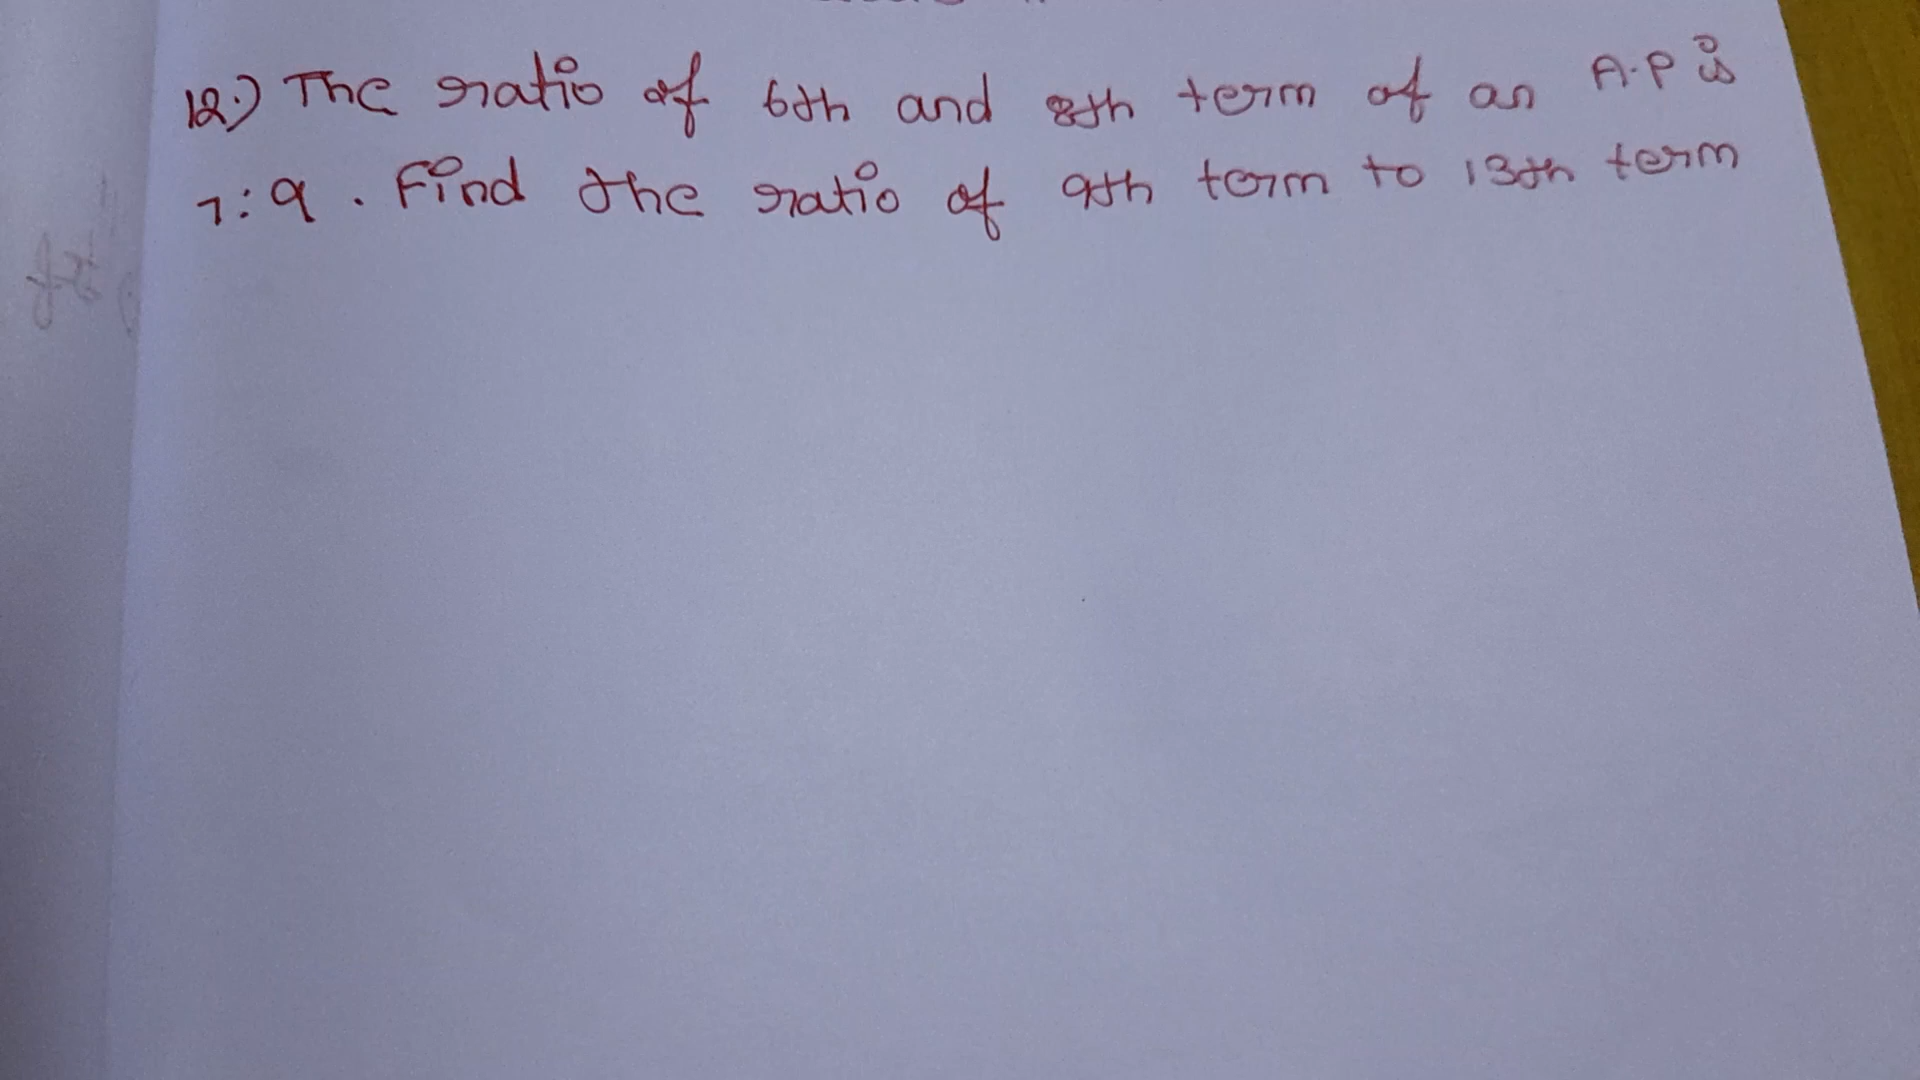 12.) The ratio of 6th and 8th term of an A.P is
7:9. Find the ratio of 9th term to 13th term